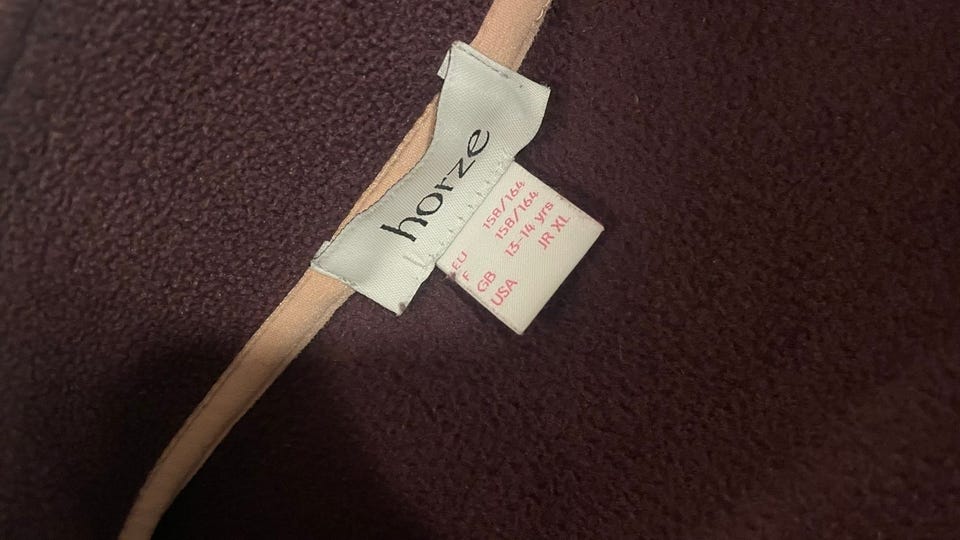 horze
EU 158/164
F 158/164
GB 13-14 yrs
USA JR XL